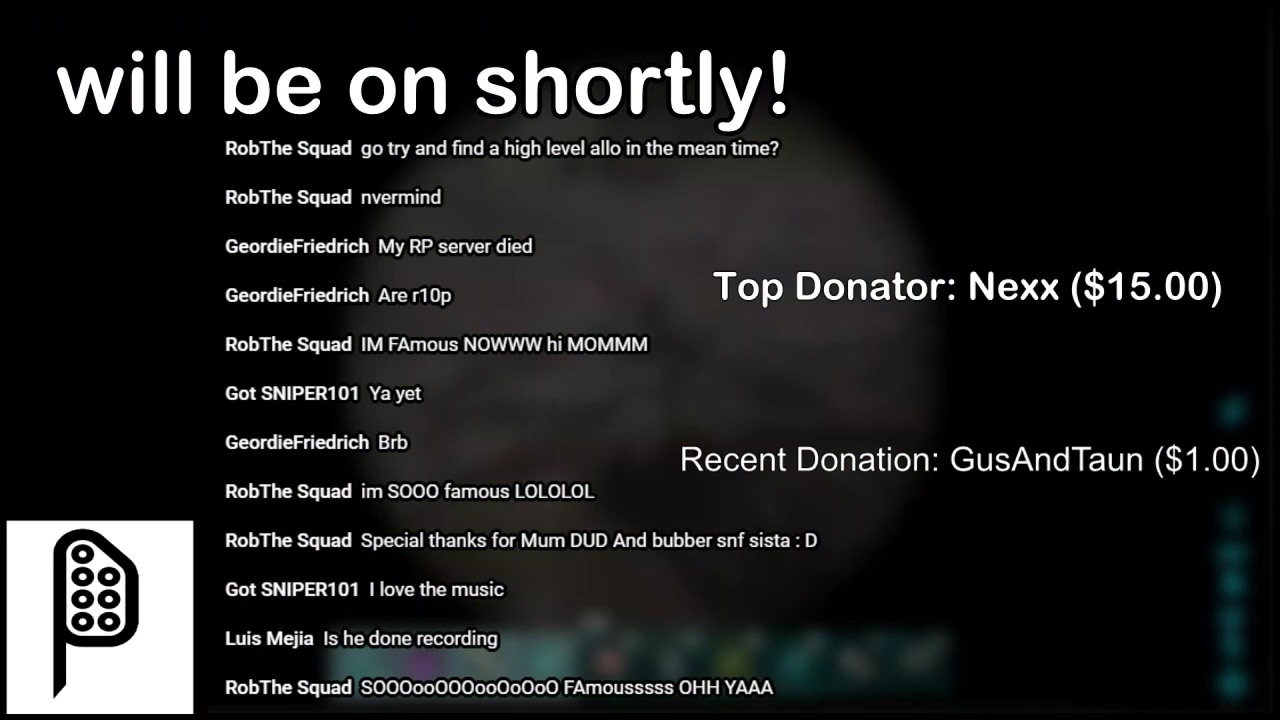 will be on shortly!
RobThe Squad go try and find a high level allo in the mean time?
RobThe Squad nvermind
GeordieFriedrich My RP server died
Top Donator: Nexx ($15.00)
GeordieFriedrich Are r10p
RobThe Squad IM FAmous NOWWW hi MOMMM
Got SNIPER101 Ya yet
GeordieFriedrich Brb
Recent Donation: GusAndTaun ($1.00)
RobThe Squad im SOOO famous LOLOLOL
RobThe Squad Special thanks for Mum DUD And bubber snf sista : D
Got SNIPER101 I love the music
Luis Mejia Is he done recording
RobThe Squad SOOOooOOOooOoOoO FAmousssss OHH YAAA